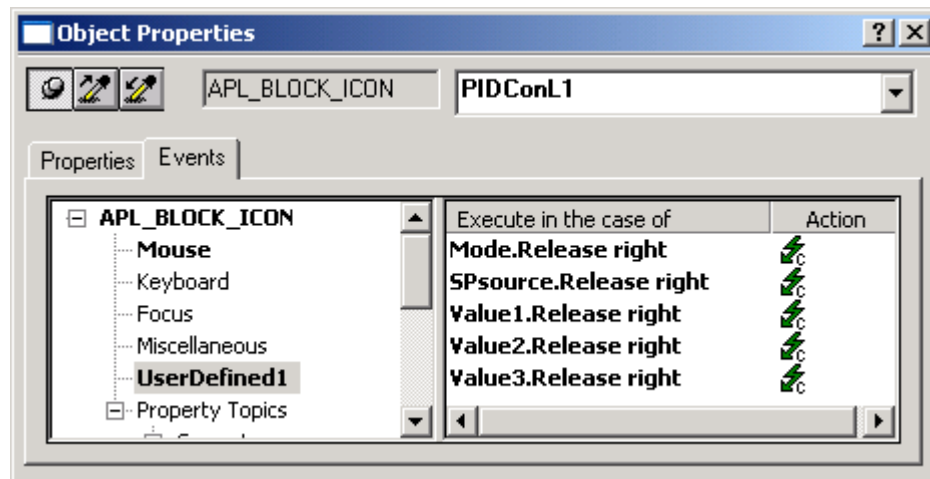 Object Properties
APL_BLOCK_ICON PIDConL1
Properties Events
APL_BLOCK_ICON
Mouse
Keyboard
Focus
Miscellaneous
UserDefined1
Property Topics
Execute in the case of Action
Mode.Release right
SPsource.Release right
Value1.Release right
Value2.Release right
Value3.Release right